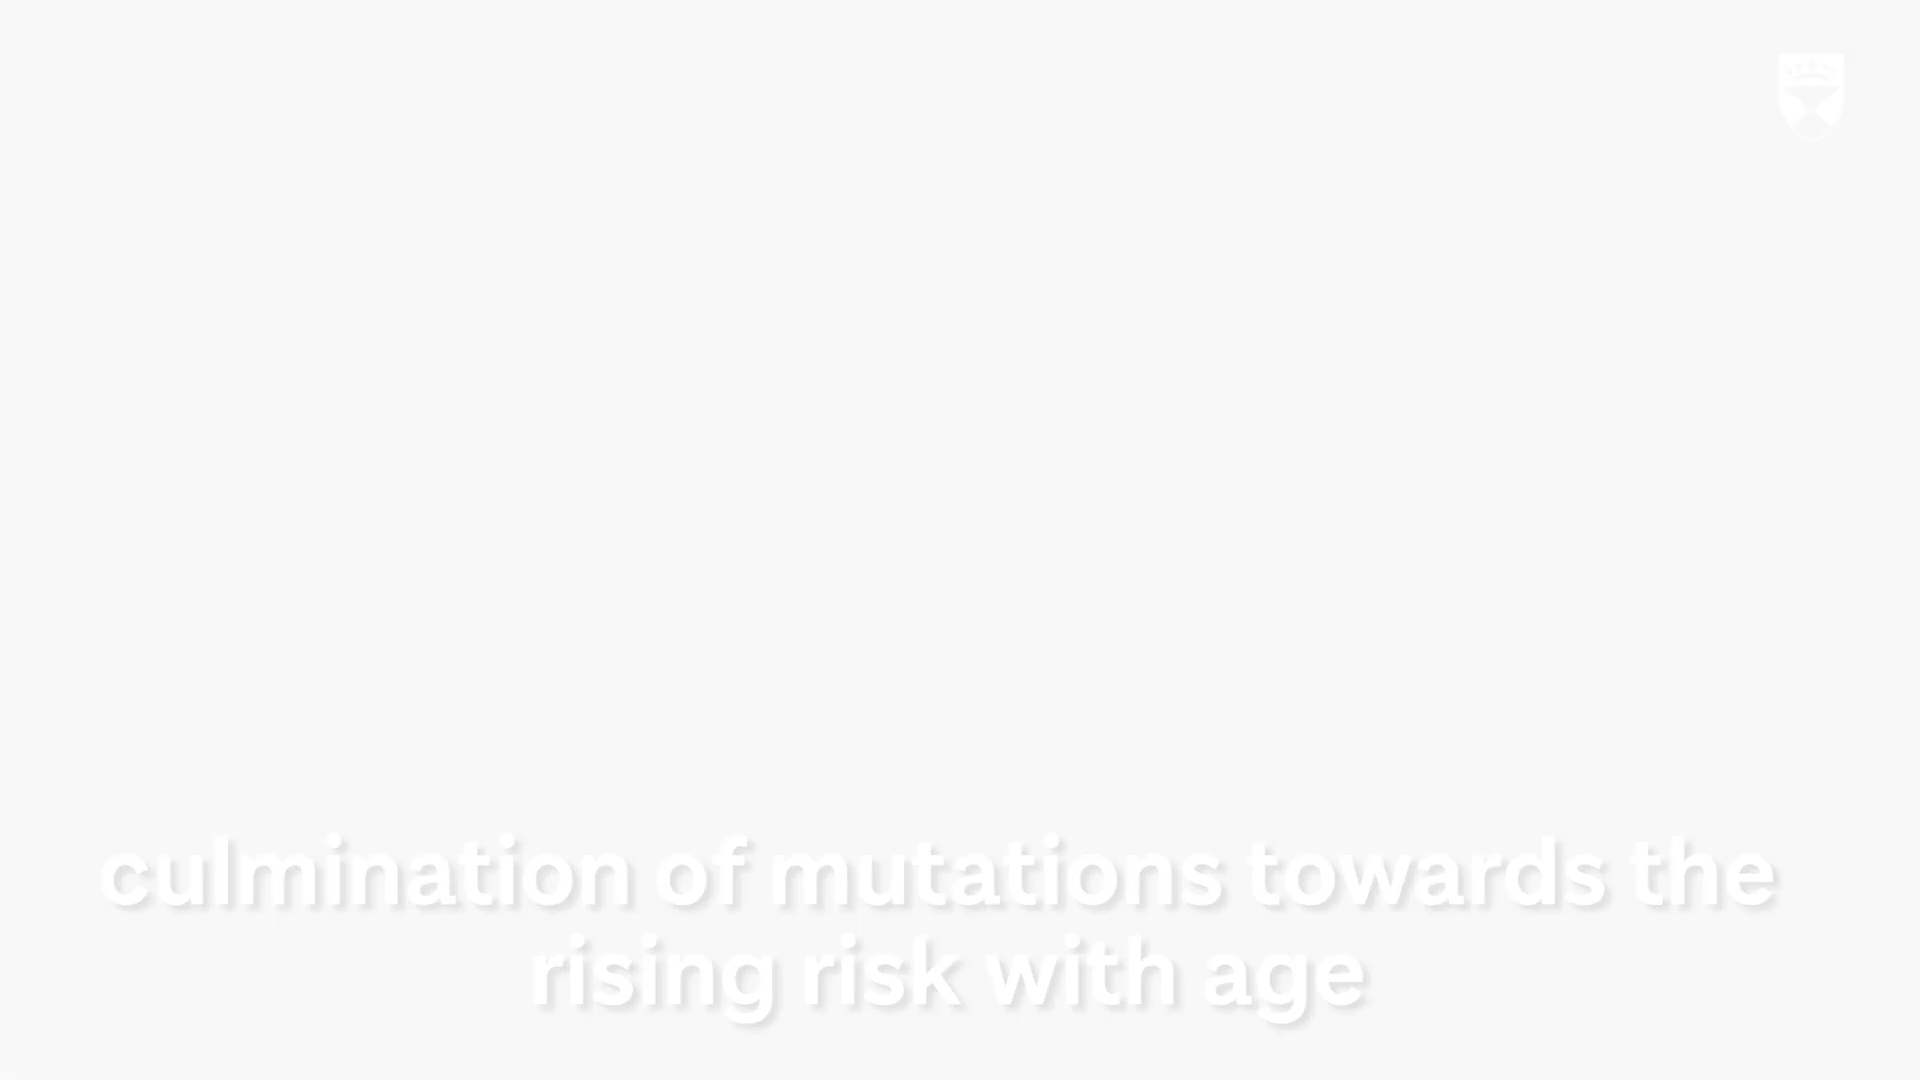 culmination of mutations towards the
rising risk with age